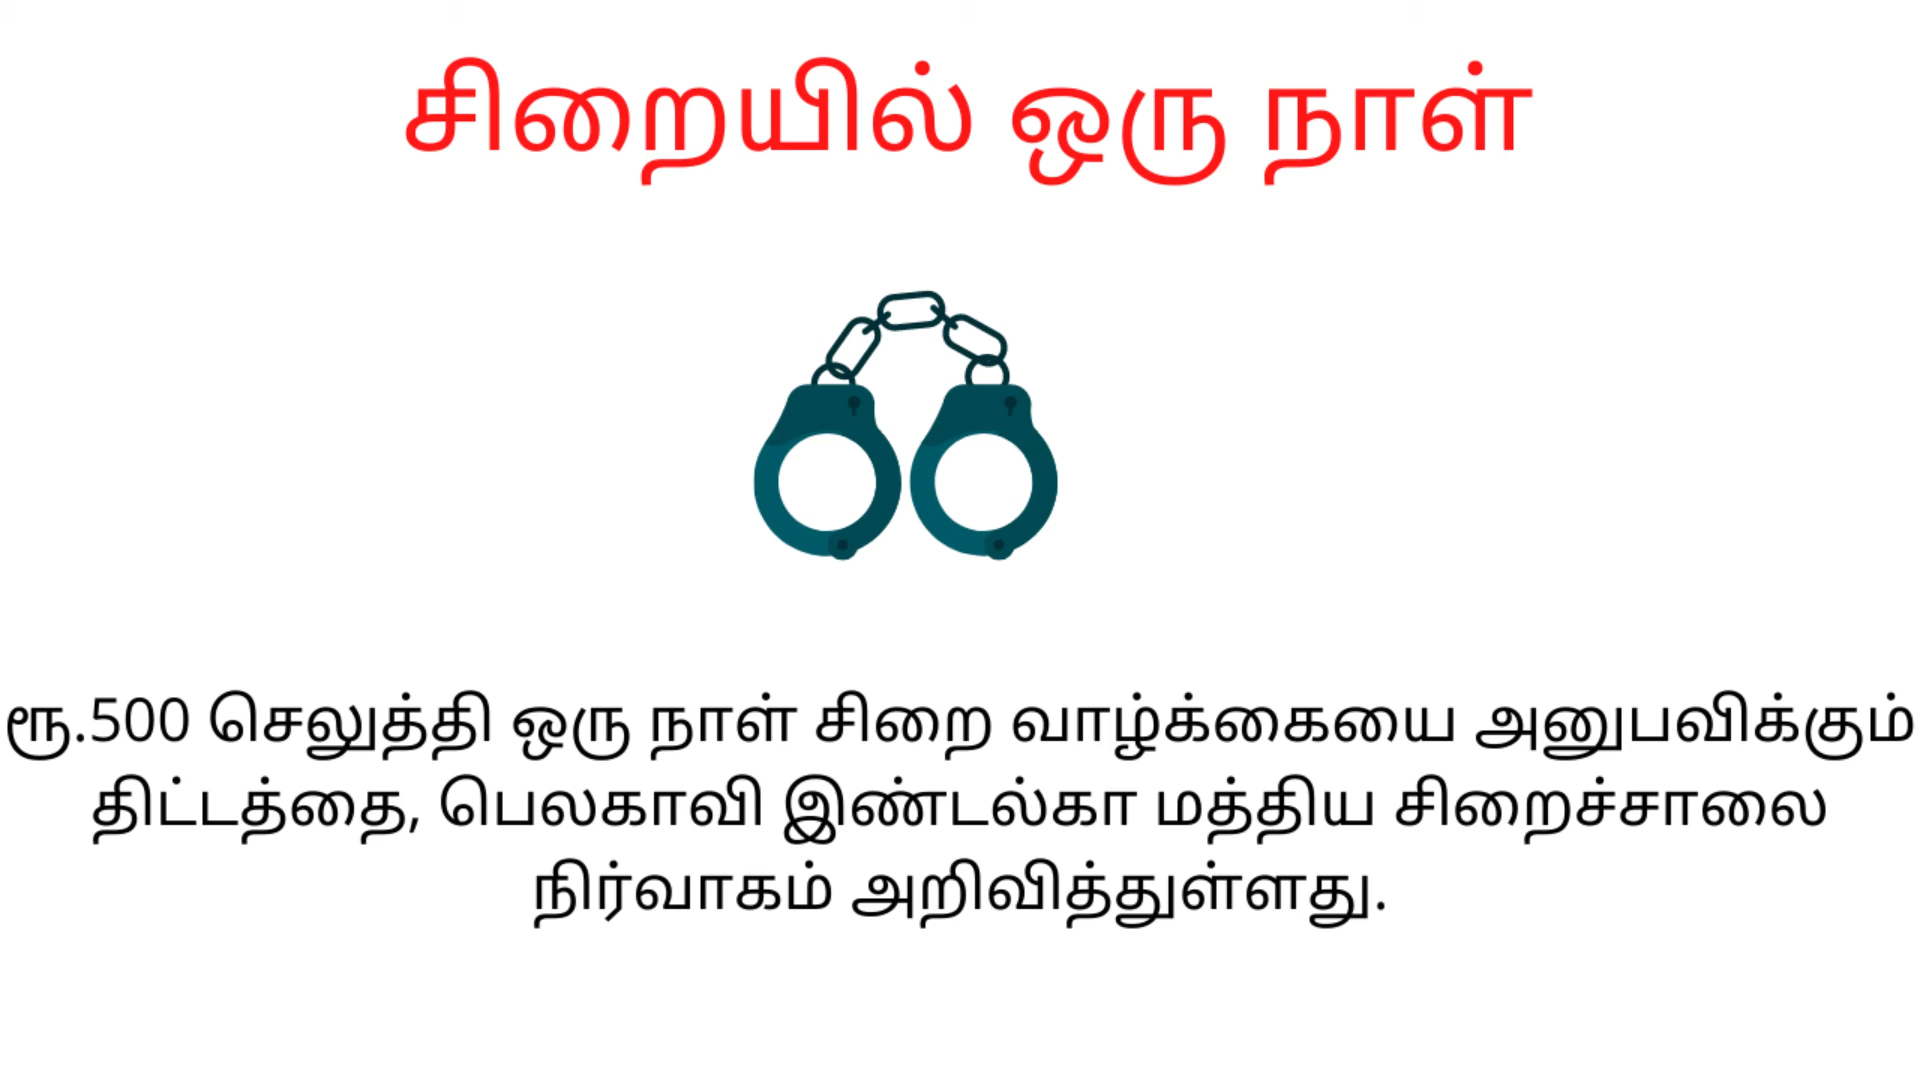 சிறையில் ஒரு நாள்
ரூ.500 செலுத்தி ஒரு நாள் சிறை வாழ்க்கையை அனுபவிக்கும்
திட்டத்தை, பெலகாவி இண்டல்கா மத்திய சிறைச்சாலை
நிர்வாகம் அறிவித்துள்ளது.